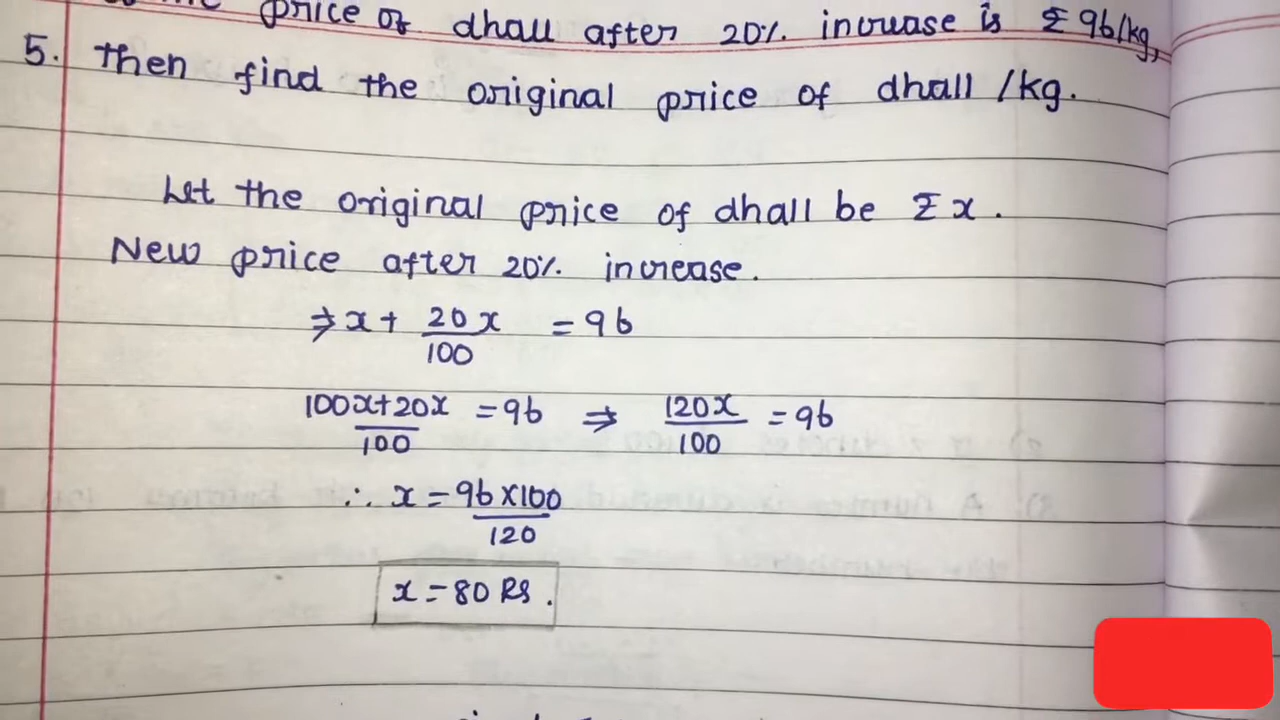 price of dhall after 20% increase is ₹ 96/kg,
5. then find the original price of dhall /kg.
Let the original price of dhall be ₹ x.
New price after 20% increase.
⇒ x + 20x/100 = 96
100x+20x/100 = 96 ⇒ 120x/100 = 96
∴ x = 96x100/120
x = 80 Rs.